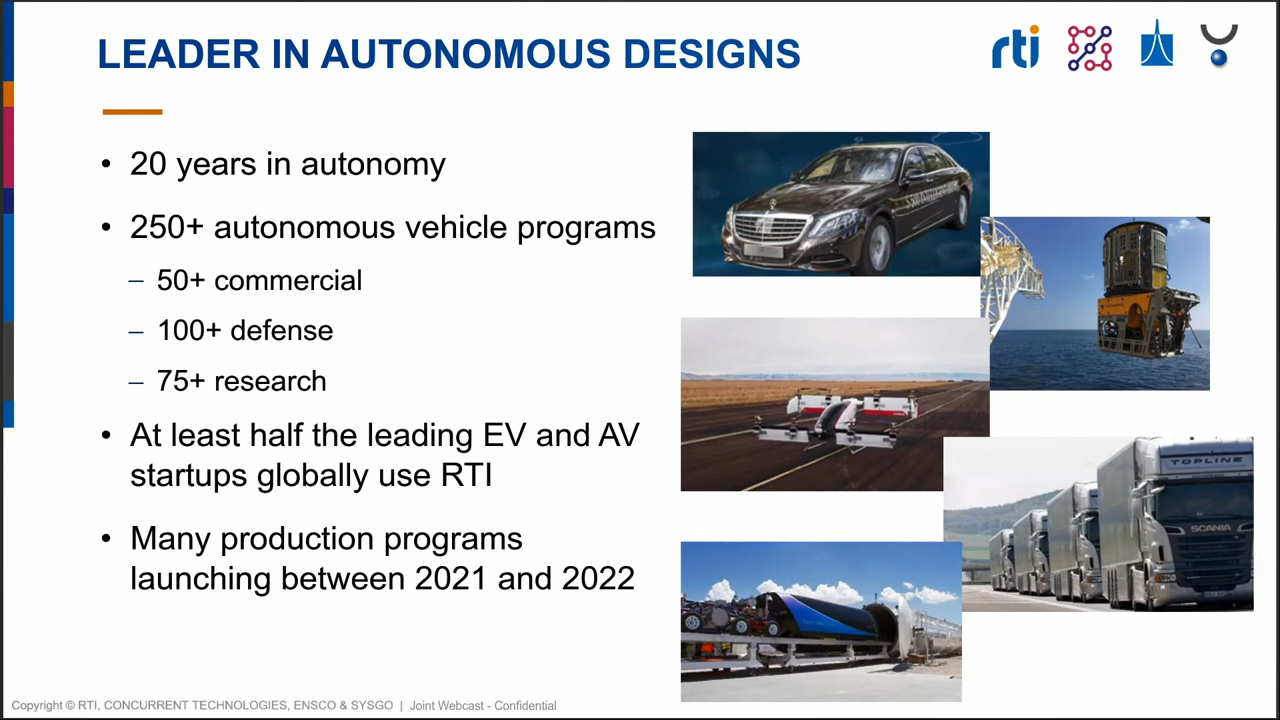 LEADER IN AUTONOMOUS DESIGNS
rti
• 20 years in autonomy
• 250+ autonomous vehicle programs
– 50+ commercial
– 100+ defense
– 75+ research
• At least half the leading EV and AV
startups globally use RTI
• Many production programs
launching between 2021 and 2022
TOPLINE
SCANIA
Copyright © RTI, CONCURRENT TECHNOLOGIES, ENSCO & SYSGO | Joint Webcast - Confidential